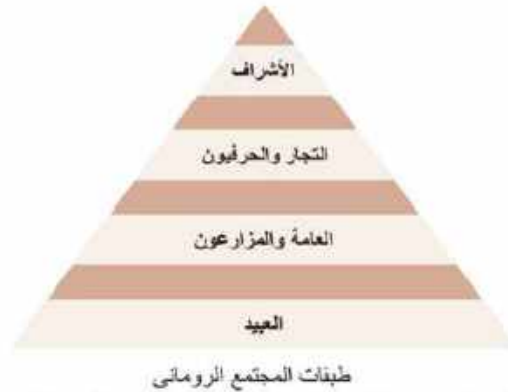 الأشراف
التجار والحرفيون
العامة والمزارعون
العبيد
طبقات المجتمع الروماني